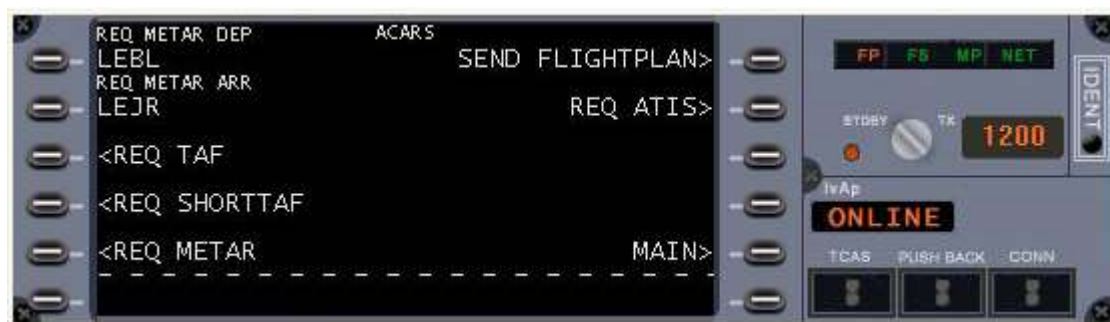 REQ METAR DEP ACARS
LEBL SEND FLIGHTPLAN>
REQ METAR ARR
LEJR REQ ATIS>
<REQ TAF
<REQ SHORTTAF
<REQ METAR MAIN>
FP FS MP NET
IDENT
STDBY TX
1200
IvAp
ONLINE
TCAS PUSH BACK CONN